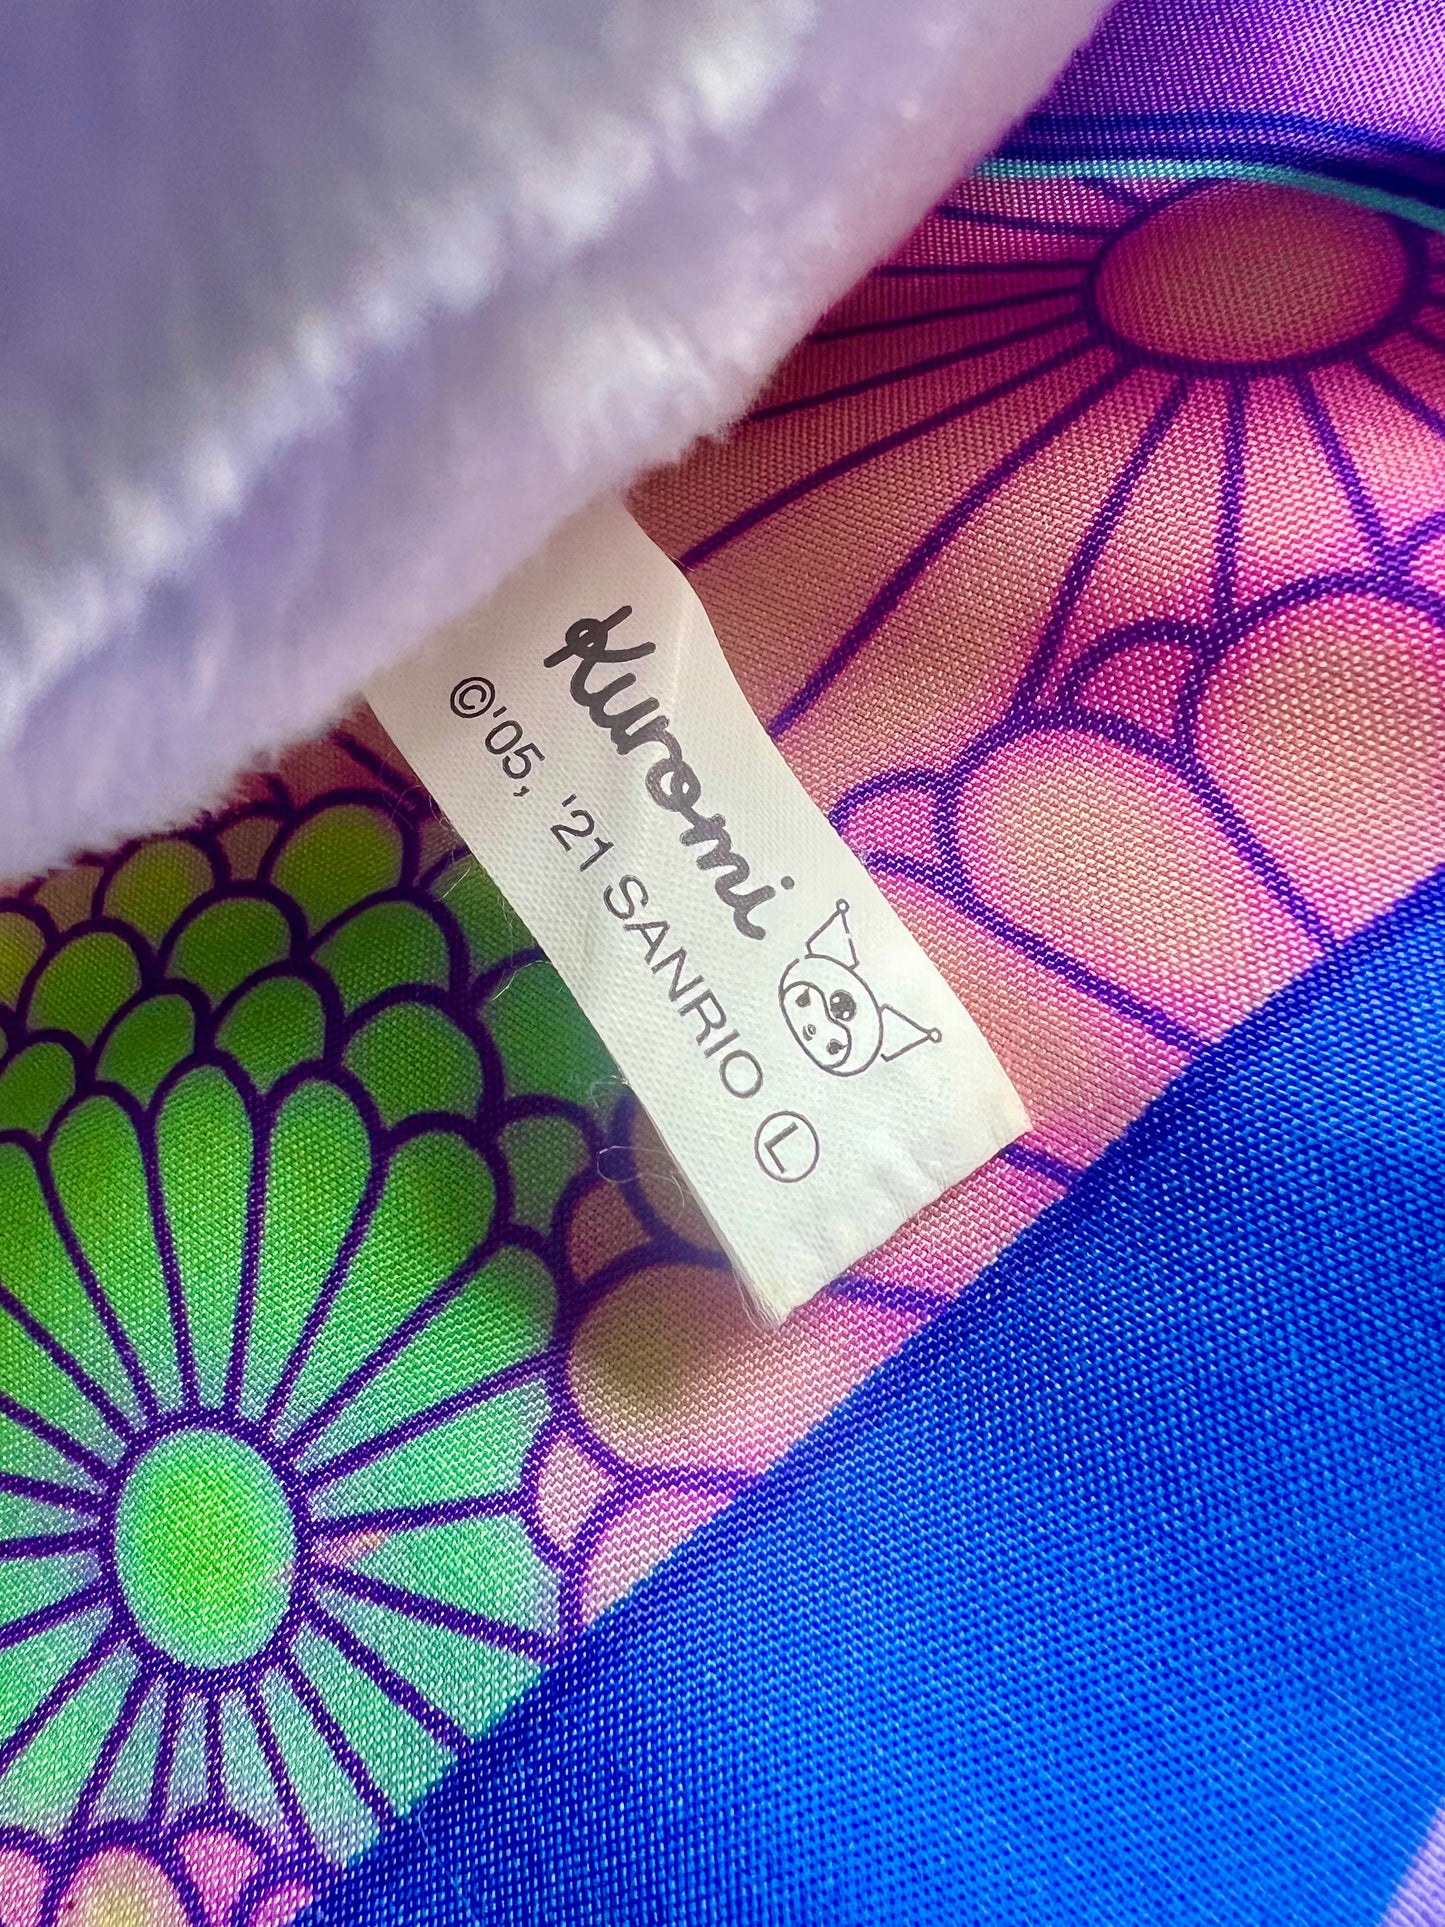 Kuromi
©'05, '21 SANRIO Ⓛ